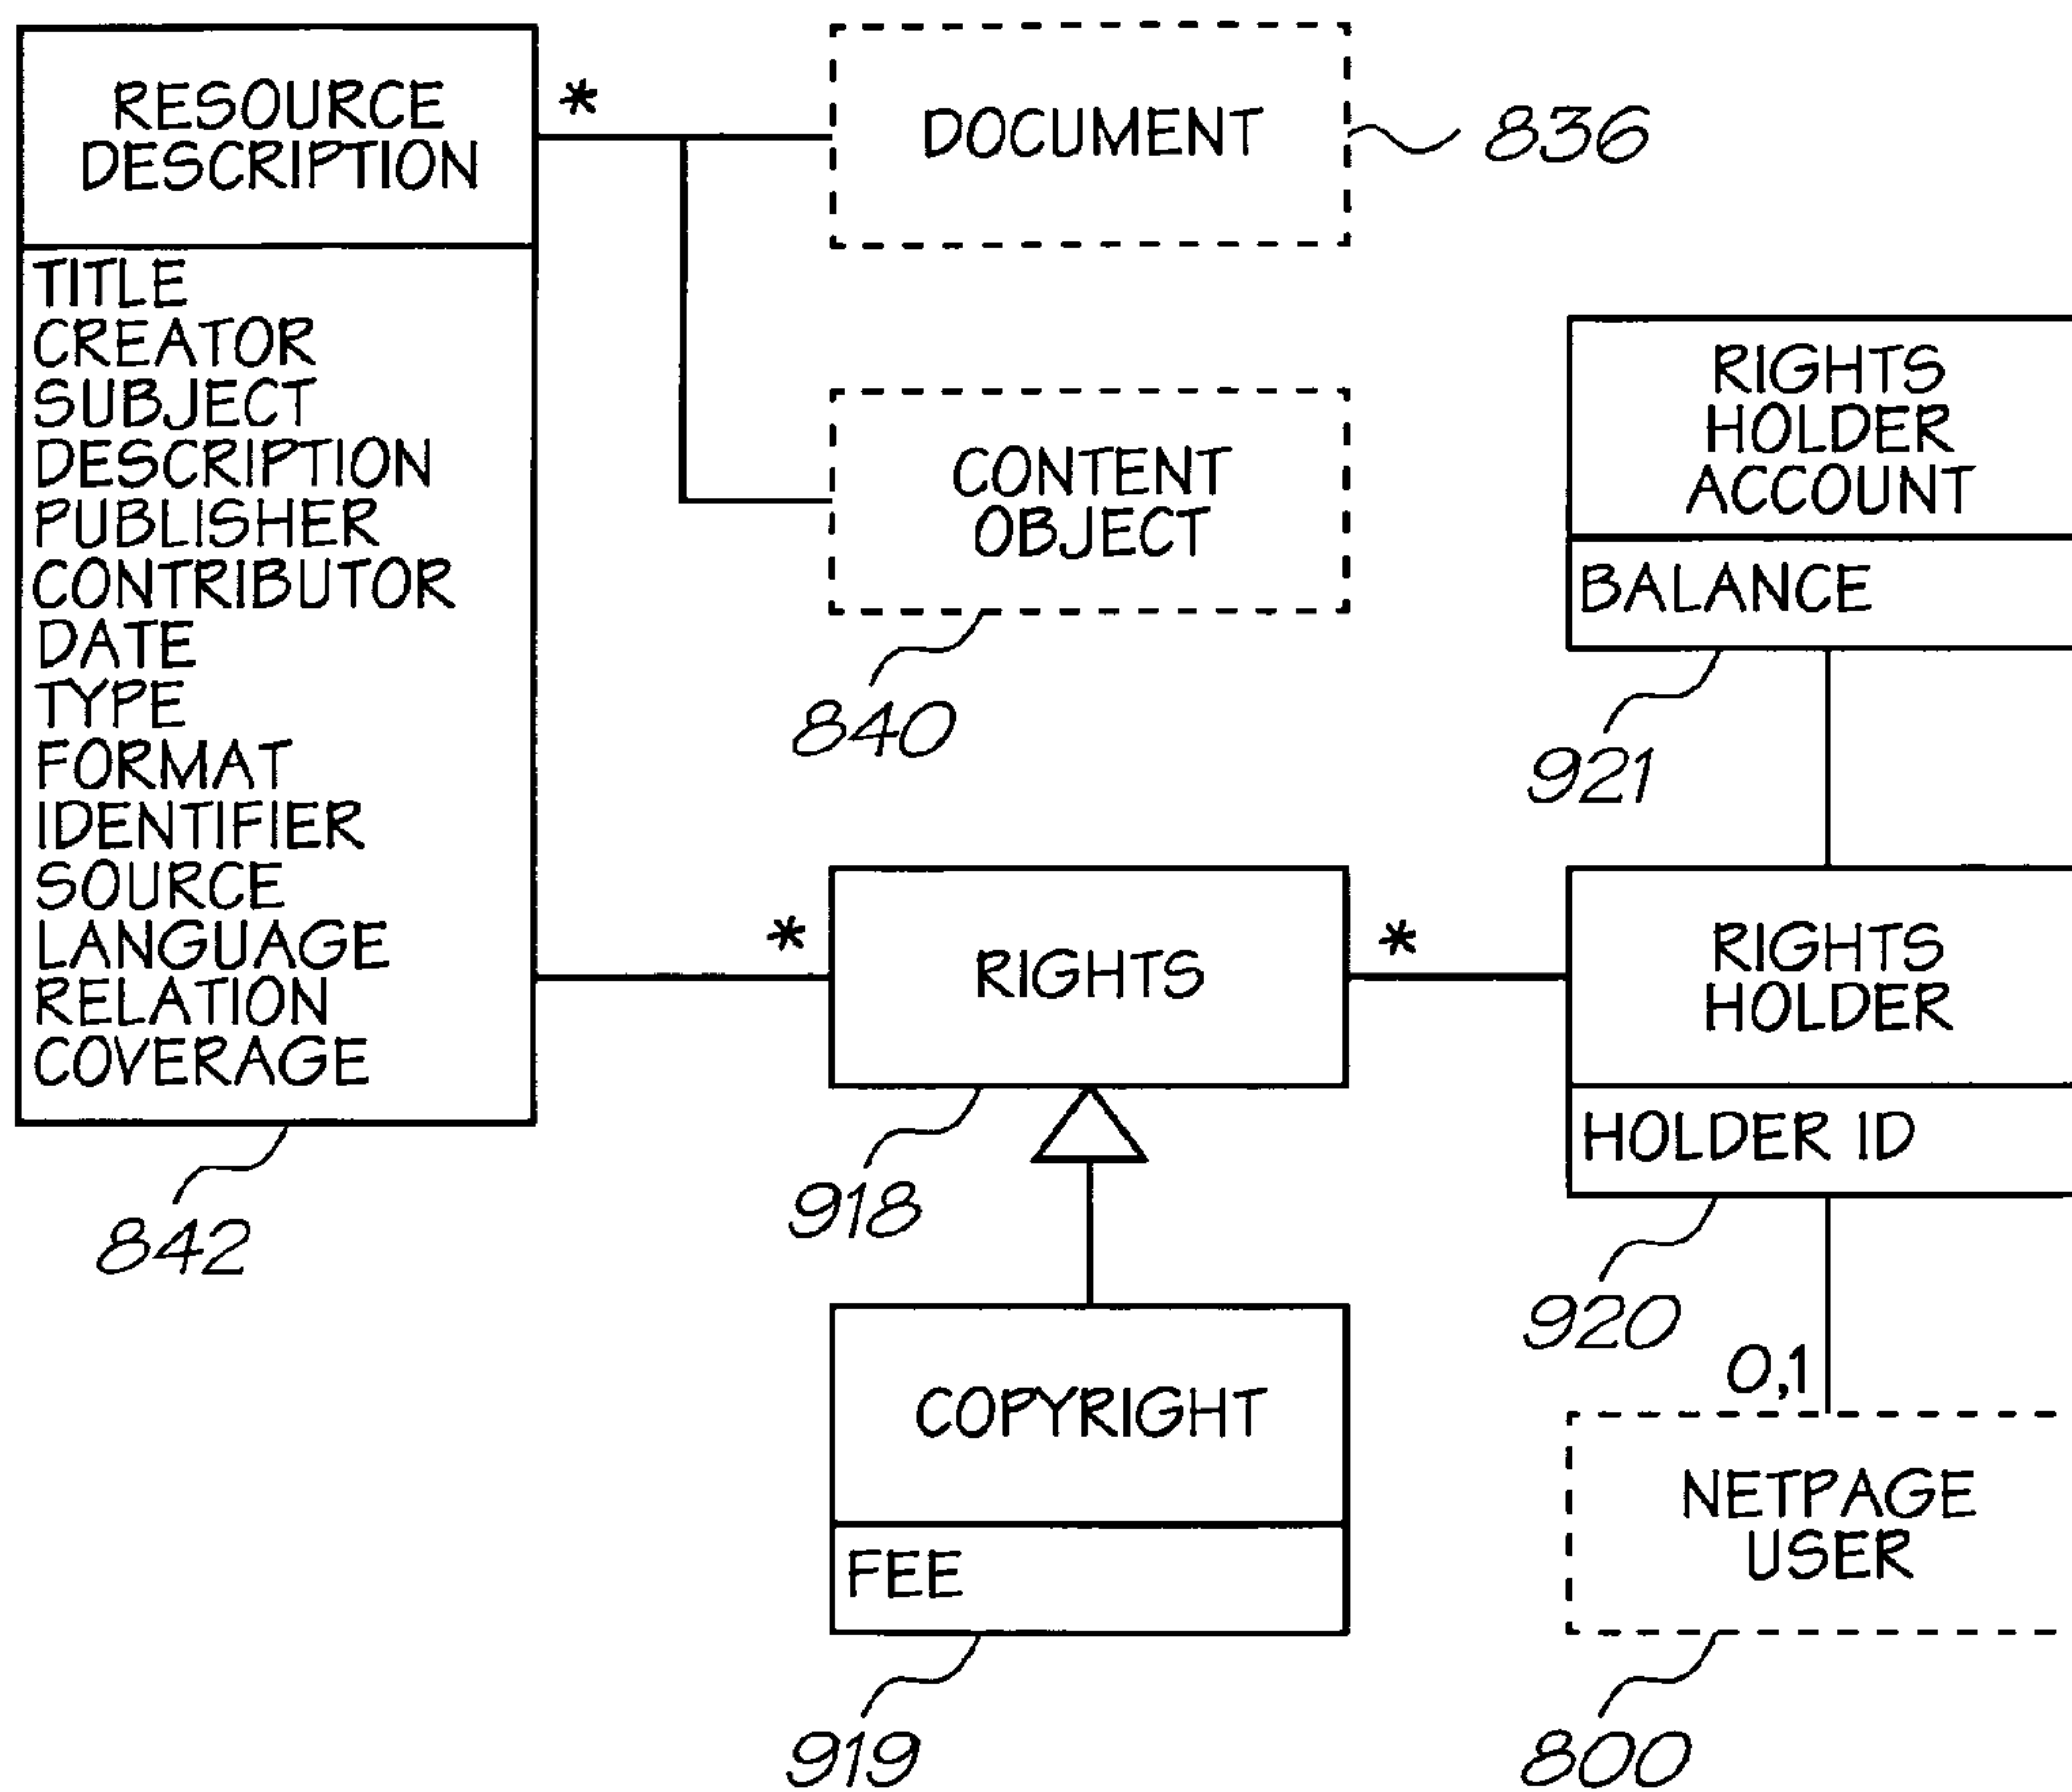 RESOURCE
DESCRIPTION
TITLE
CREATOR
SUBJECT
DESCRIPTION
PUBLISHER
CONTRIBUTOR
DATE
TYPE
FORMAT
IDENTIFIER
SOURCE
LANGUAGE
RELATION
COVERAGE
842
*
DOCUMENT
836
CONTENT
OBJECT
840
RIGHTS
HOLDER
ACCOUNT
BALANCE
921
*
RIGHTS
918
*
RIGHTS
HOLDER
HOLDER ID
920
COPYRIGHT
FEE
919
0,1
NETPAGE
USER
800